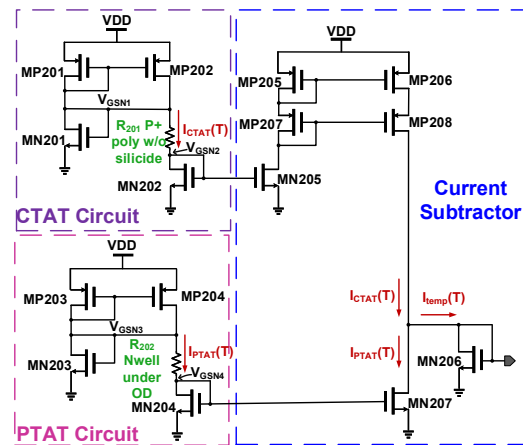 VDD
MP201
MP202
VGSN1
MN201
R201 P+
poly w/o
silicide
ICTAT(T)
VGSN2
MN202
CTAT Circuit
VDD
MP205
MP206
MP207
MP208
MN205
Current
Subtractor
ICTAT(T)
Itemp(T)
IPTAT(T)
MN206
MN207
VDD
MP203
MP204
VGSN3
MN203
R202
Nwell
under
OD
IPTAT(T)
VGSN4
MN204
PTAT Circuit